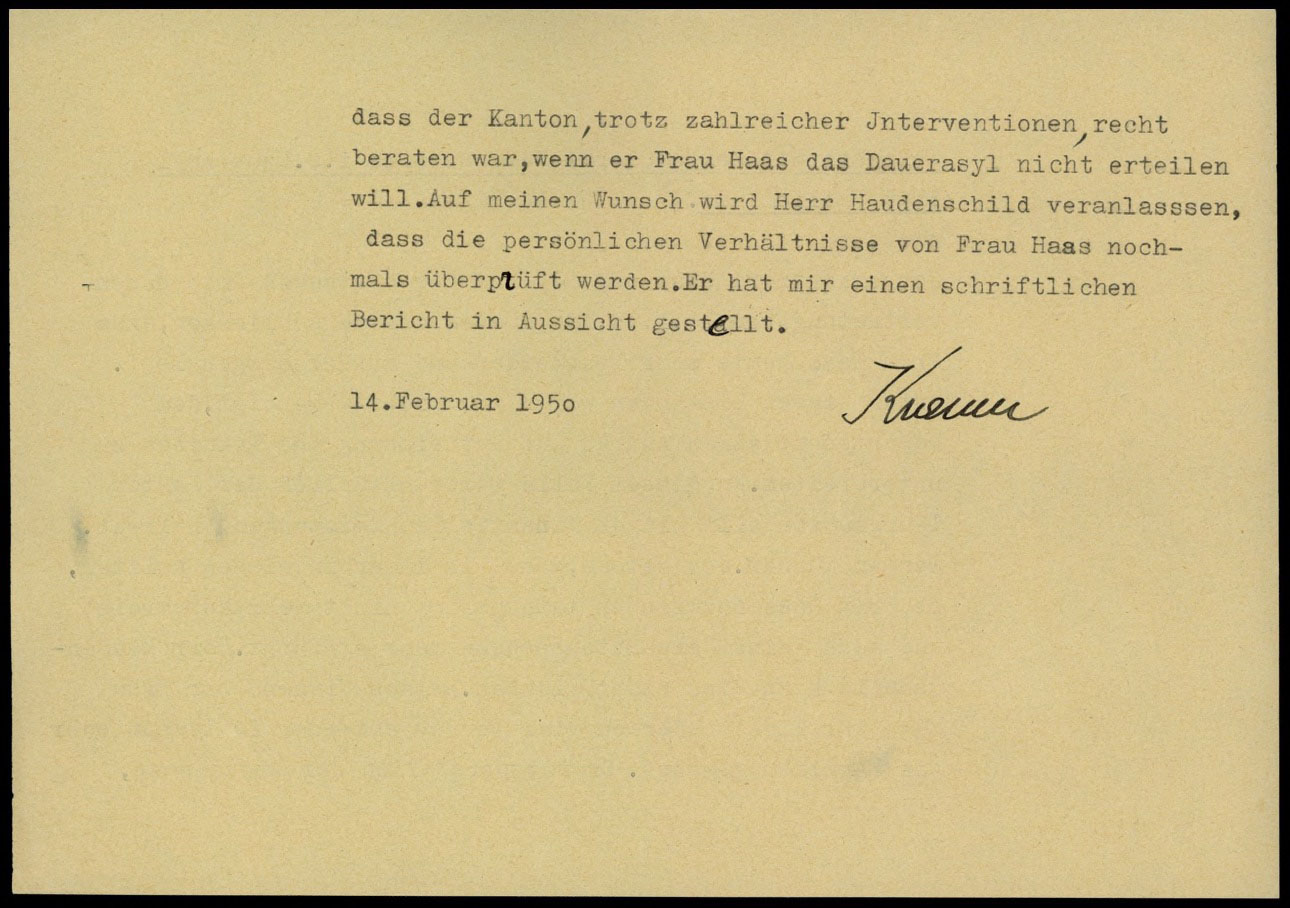 dass der Kanton,trotz zahlreicher Jnterventionen,recht
beraten war,wenn er Frau Haas das Dauerasyl nicht erteilen
will.Auf meinen Wunsch wird Herr Haudenschild veranlasssen,
dass die persönlichen Verhältnisse von Frau Haas noch-
mals überprüft werden.Er hat mir einen schriftlichen
Bericht in Aussicht gestellt.
14.Februar 1950